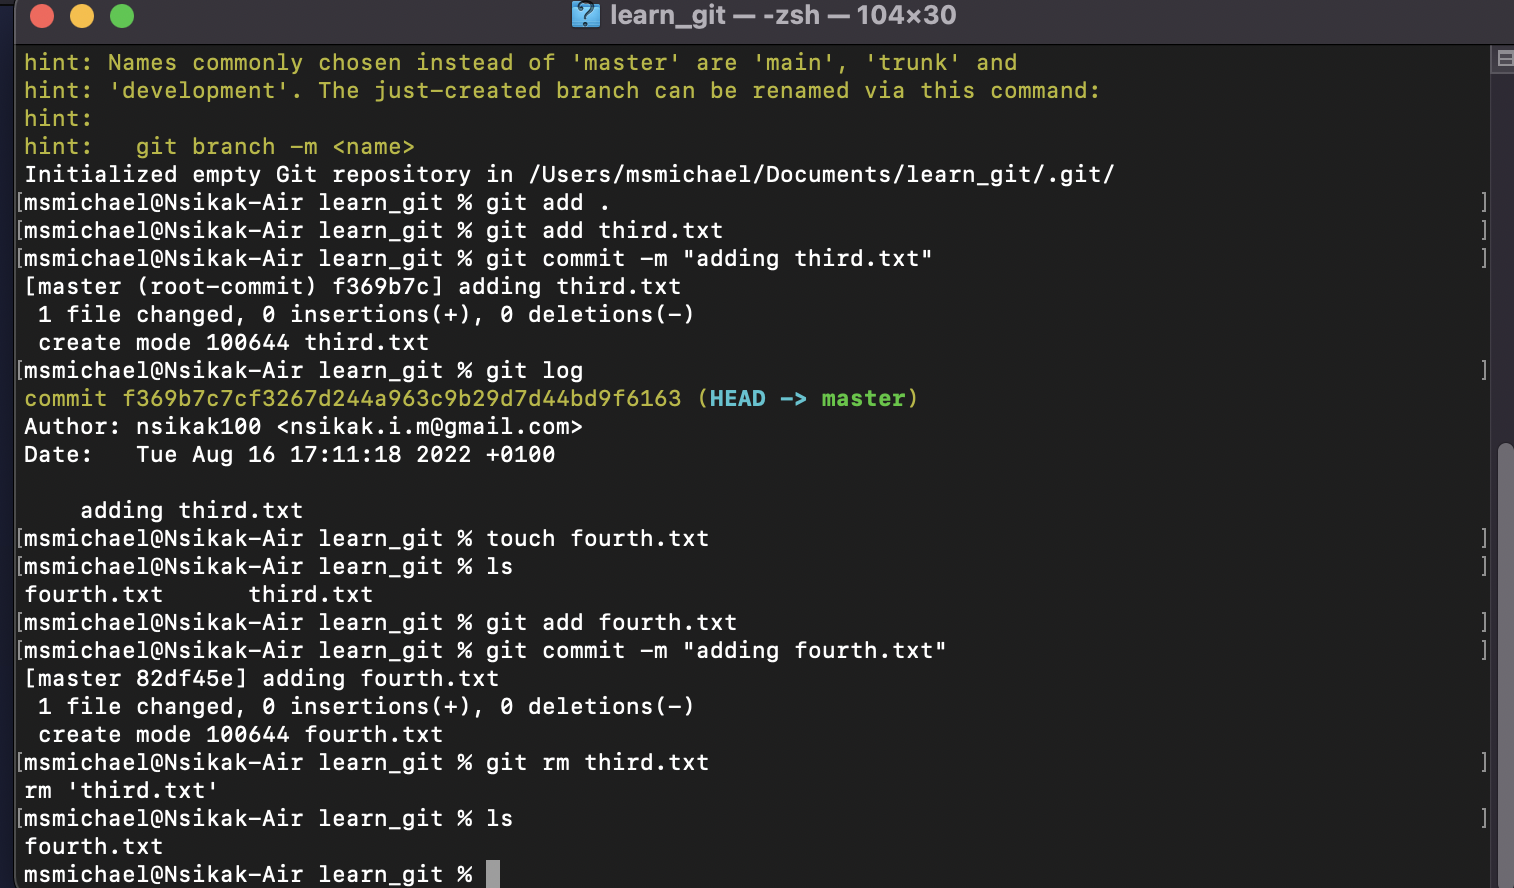 learn_git — -zsh — 104×30
hint: Names commonly chosen instead of 'master' are 'main', 'trunk' and
hint: 'development'. The just-created branch can be renamed via this command:
hint:
hint:   git branch -m <name>
Initialized empty Git repository in /Users/msmichael/Documents/learn_git/.git/
[msmichael@Nsikak-Air learn_git % git add . ]
[msmichael@Nsikak-Air learn_git % git add third.txt ]
[msmichael@Nsikak-Air learn_git % git commit -m "adding third.txt" ]
[master (root-commit) f369b7c] adding third.txt
 1 file changed, 0 insertions(+), 0 deletions(-)
 create mode 100644 third.txt
[msmichael@Nsikak-Air learn_git % git log ]
commit f369b7c7cf3267d244a963c9b29d7d44bd9f6163 (HEAD -> master)
Author: nsikak100 <nsikak.i.m@gmail.com>
Date:   Tue Aug 16 17:11:18 2022 +0100
    adding third.txt
[msmichael@Nsikak-Air learn_git % touch fourth.txt ]
[msmichael@Nsikak-Air learn_git % ls ]
fourth.txt      third.txt
[msmichael@Nsikak-Air learn_git % git add fourth.txt ]
[msmichael@Nsikak-Air learn_git % git commit -m "adding fourth.txt" ]
[master 82df45e] adding fourth.txt
 1 file changed, 0 insertions(+), 0 deletions(-)
 create mode 100644 fourth.txt
[msmichael@Nsikak-Air learn_git % git rm third.txt ]
rm 'third.txt'
[msmichael@Nsikak-Air learn_git % ls ]
fourth.txt
msmichael@Nsikak-Air learn_git %